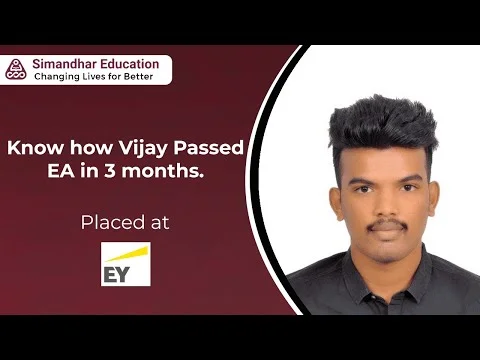 Simandhar Education
Changing Lives for Better
Know how Vijay Passed
EA in 3 months.
Placed at
EY